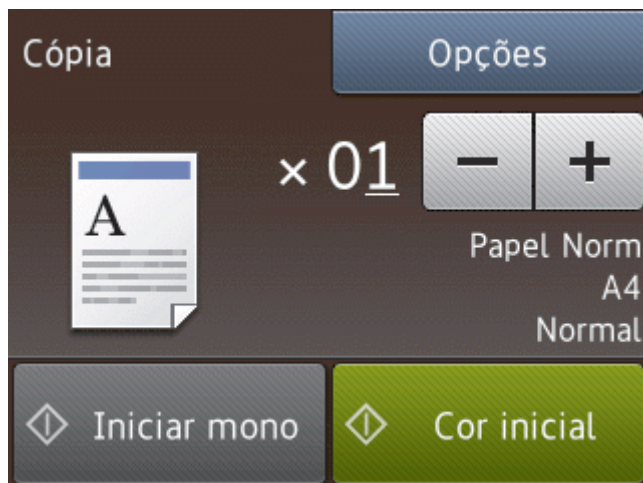 Cópia
Opções
× 01
− +
A
Papel Norm
A4
Normal
Iniciar mono
Cor inicial